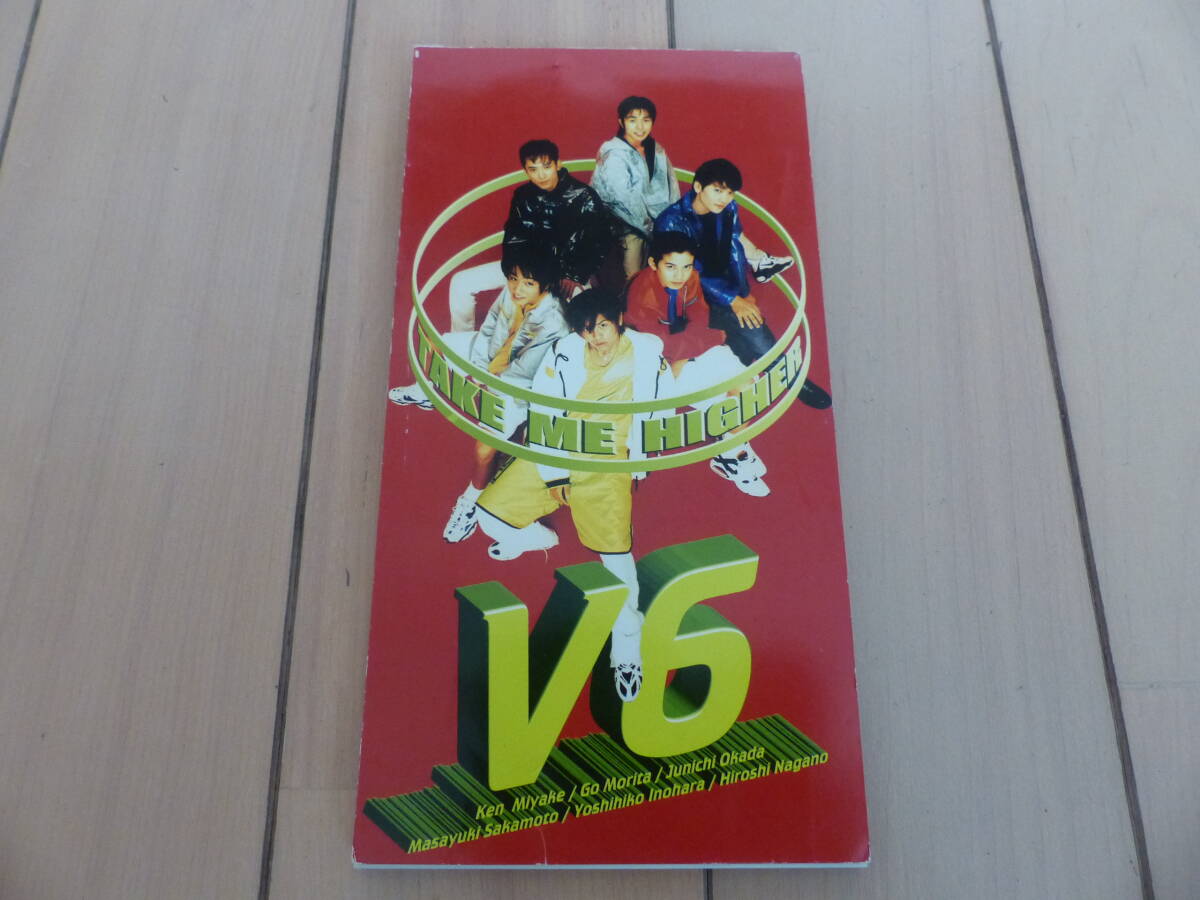 TAKE ME HIGHER
V6
Ken Miyake / Go Morita / Junichi Okada
Masayuki Sakamoto / Yoshihiko Inohara / Hiroshi Nagano